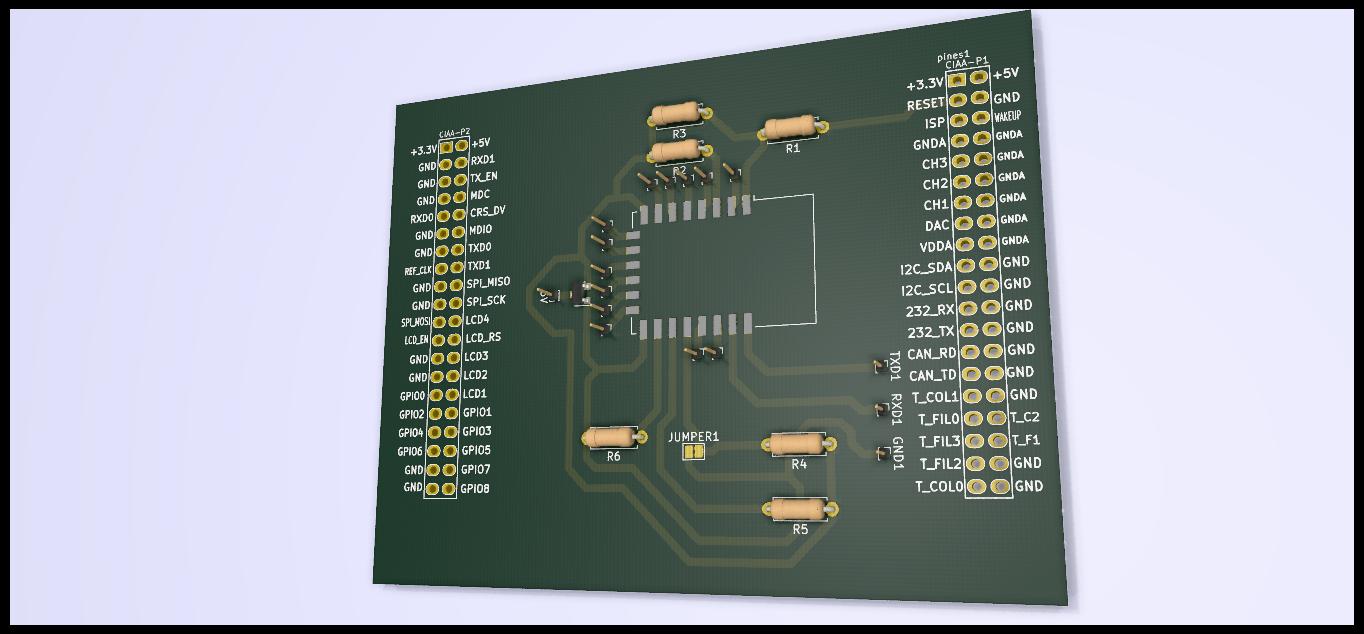 CIAA-P2
+3.3V +5V
GND RXD1
GND TX_EN
GND MDC
RXD0 CRS_DV
GND MDIO
GND TXD0
REF_CLK TXD1
GND SPI_MISO
GND SPI_SCK
SPI_MOSI LCD4
LCD_EN LCD_RS
GND LCD3
GND LCD2
GPIO0 LCD1
GPIO2 GPIO1
GPIO4 GPIO3
GPIO6 GPIO5
GND GPIO7
GND GPIO8
R3
R2
R1
R6
JUMPER1
R4
R5
TXD1
RXD1
GND1
pines1
CIAA-P1
+3.3V +5V
RESET GND
ISP WAKEUP
GNDA GNDA
CH3 GNDA
CH2 GNDA
CH1 GNDA
DAC GNDA
VDDA GNDA
I2C_SDA GND
I2C_SCL GND
232_RX GND
232_TX GND
CAN_RD GND
CAN_TD GND
T_COL1 GND
T_FIL0 T_C2
T_FIL3 T_F1
T_FIL2 GND
T_COL0 GND